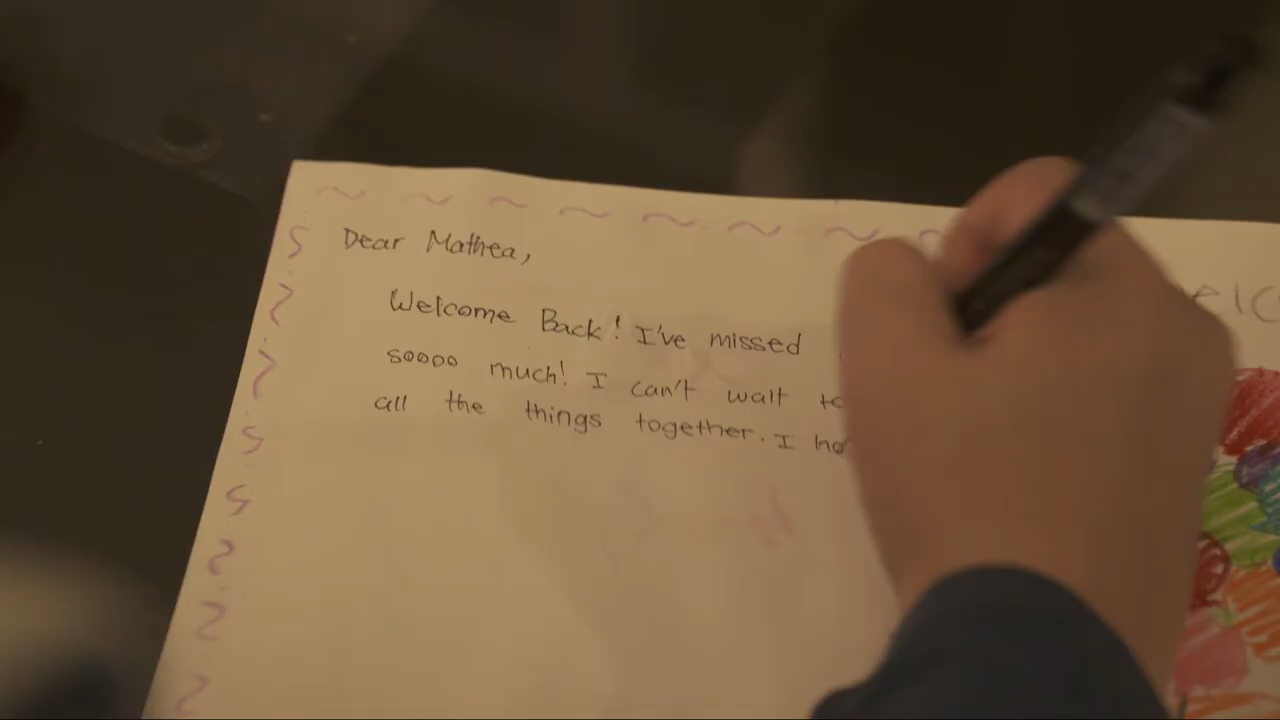 Dear Mathea,
Welcome Back! I've missed
soooo much! I can't wait
all the things together. I